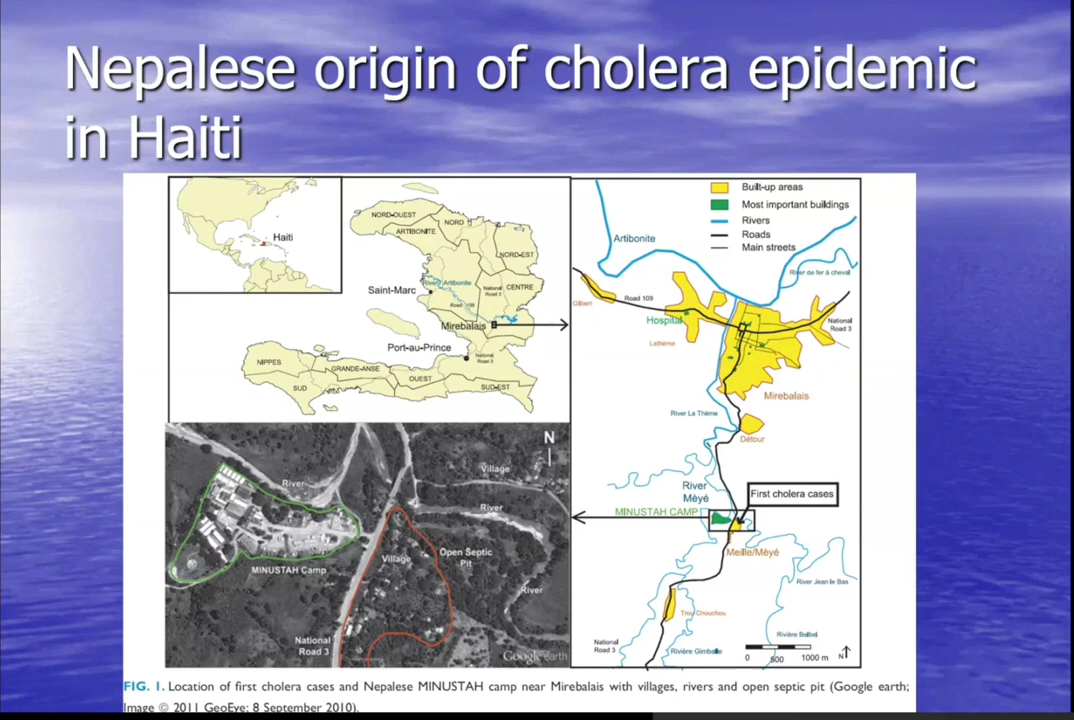 Nepalese origin of cholera epidemic
in Haiti
Haiti
NORD-OUEST
NORD
ARTIBONITE
NORD-EST
River Artibonite
National
Road 3
CENTRE
Saint-Marc
Road 109
Mirebalais
Port-au-Prince
National
Road 3
NIPPES
GRANDE-ANSE
SUD
OUEST
SUD-EST
Built-up areas
Most important buildings
Rivers
Roads
Main streets
Artibonite
River de fer à cheval
Gilbert
Road 109
Hospital
National
Road 3
Lathème
Mirebalais
River La Thème
Détour
River
Mèyé
First cholera cases
MINUSTAH CAMP
Meille/Mèyé
River Jean le Bas
Trou Chouchou
Rivière Belbel
National
Road 3
Rivière Gimballe
0 500 1000 m N
N
Village
River
River
Village
Open Septic
Pit
MINUSTAH Camp
River
National
Road 3
Google earth
FIG. 1. Location of first cholera cases and Nepalese MINUSTAH camp near Mirebalais with villages, rivers and open septic pit (Google earth;
Image © 2011 GeoEye; 8 September 2010).